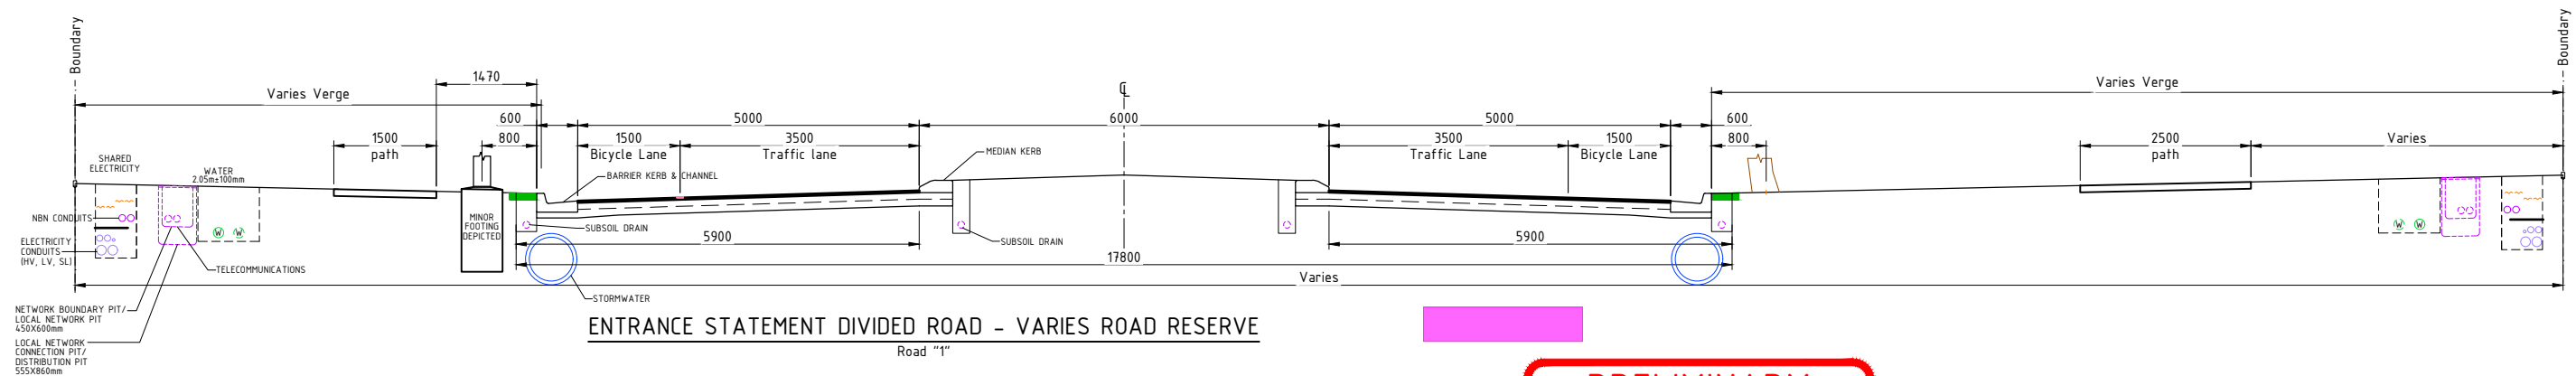 Boundary
Boundary
1470
Varies Verge
Varies Verge
℄
600
5000
6000
5000
600
1500
path
800
1500
Bicycle Lane
3500
Traffic lane
MEDIAN KERB
3500
Traffic Lane
1500
Bicycle Lane
800
2500
path
Varies
SHARED
ELECTRICITY
WATER
2.05m±100mm
BARRIER KERB & CHANNEL
NBN CONDUITS
MINOR
FOOTING
DEPICTED
W W
W W
SUBSOIL DRAIN
SUBSOIL DRAIN
ELECTRICITY
CONDUITS
(HV, LV, SL)
5900
5900
17800
TELECOMMUNICATIONS
Varies
STORMWATER
NETWORK BOUNDARY PIT/
LOCAL NETWORK PIT
450X600mm
LOCAL NETWORK
CONNECTION PIT/
DISTRIBUTION PIT
555X860mm
ENTRANCE STATEMENT DIVIDED ROAD - VARIES ROAD RESERVE
Road "1"
PRELIMINARY